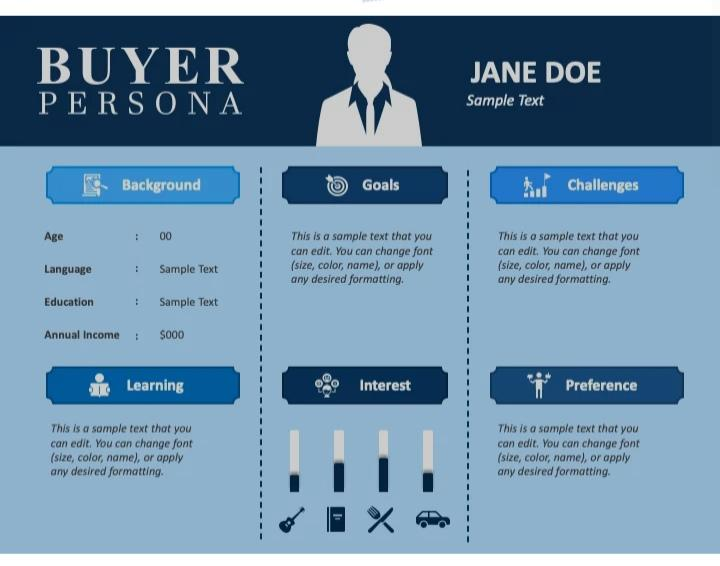 BUYER
PERSONA
JANE DOE
Sample Text
Background
Age : 00
Language : Sample Text
Education : Sample Text
Annual Income : $000
Goals
This is a sample text that you
can edit. You can change font
(size, color, name), or apply
any desired formatting.
Challenges
This is a sample text that you
can edit. You can change font
(size, color, name), or apply
any desired formatting.
Learning
This is a sample text that you
can edit. You can change font
(size, color, name), or apply
any desired formatting.
Interest
Preference
This is a sample text that you
can edit. You can change font
(size, color, name), or apply
any desired formatting.